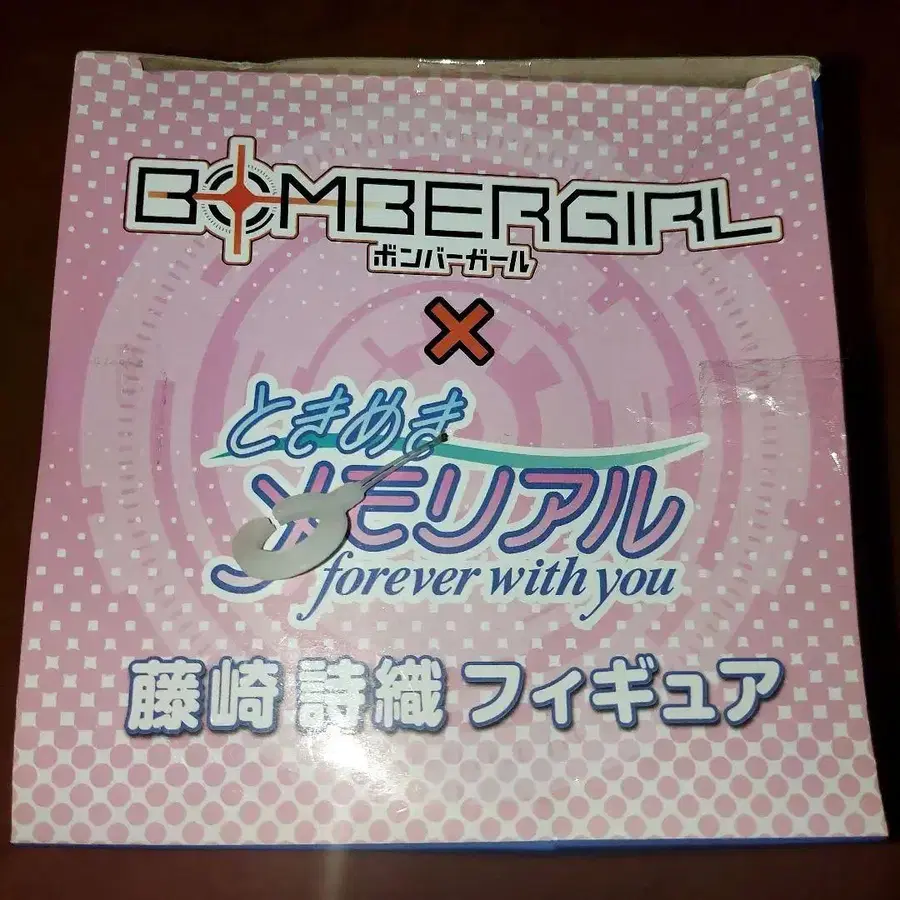 BOMBERGIRL
ボンバーガール
×
ときめき
メモリアル
forever with you
藤崎 詩織 フィギュア